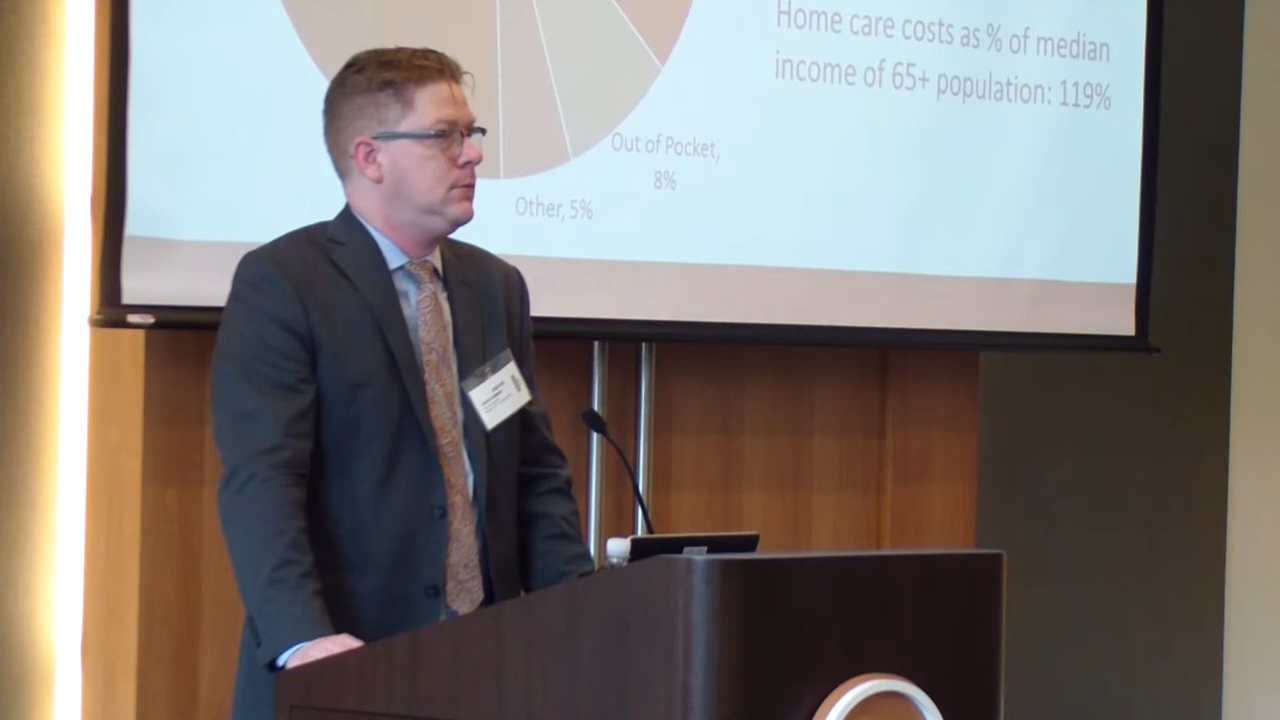 Home care costs as % of median
income of 65+ population: 119%
Out of Pocket,
8%
Other, 5%